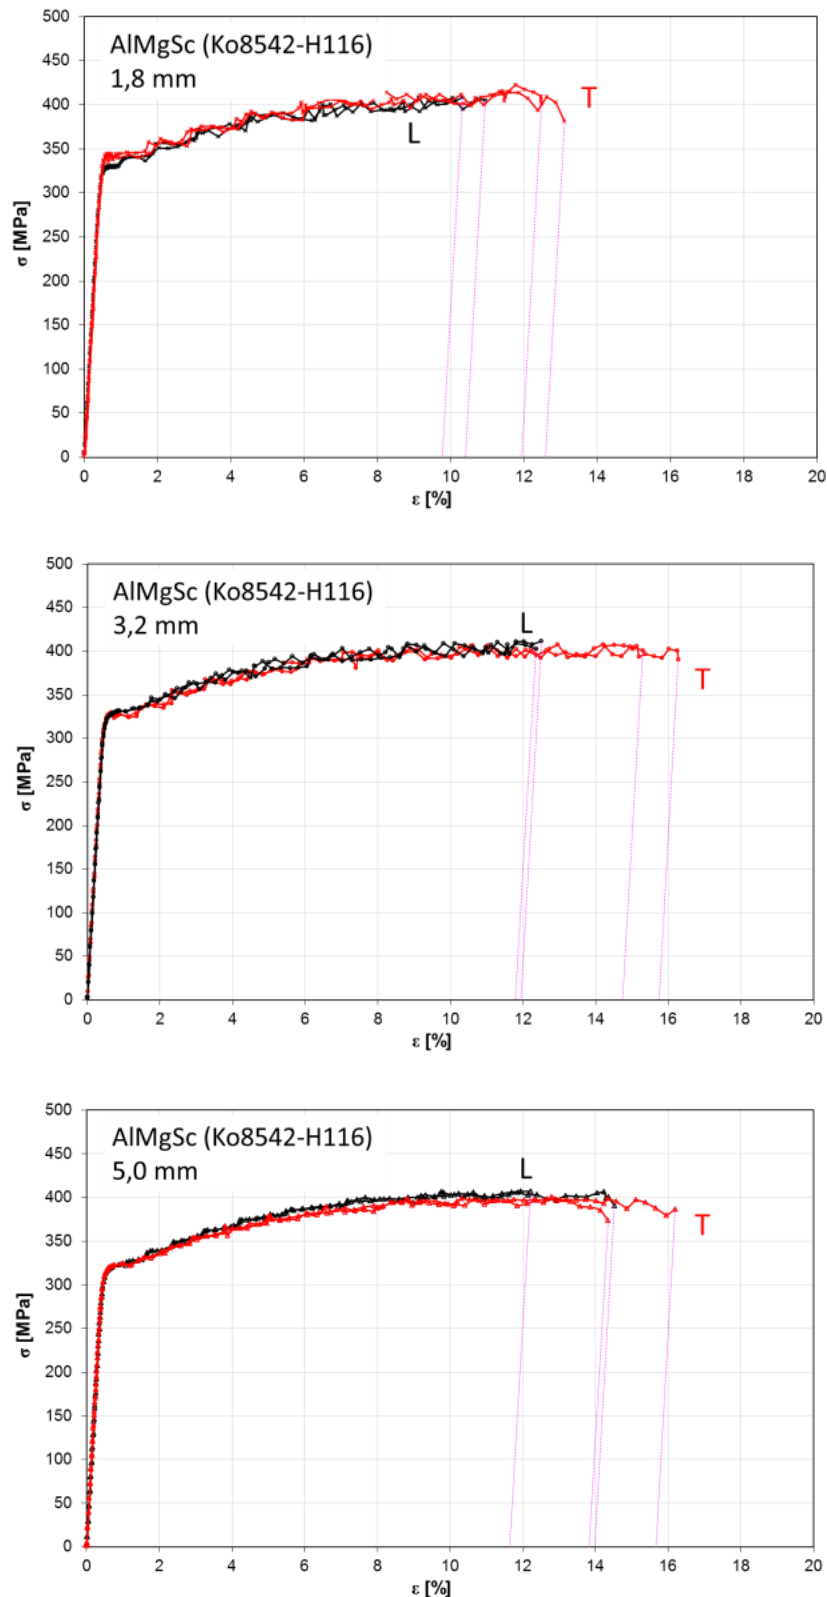 500
AlMgSc (Ko8542-H116)
450
1,8 mm
400
T
L
350
300
σ [MPa]
250
200
150
100
50
0
0 2 4 6 8 10 12 14 16 18 20
ε [%]
500
AlMgSc (Ko8542-H116)
450
3,2 mm
L
400
T
350
300
σ [MPa]
250
200
150
100
50
0
0 2 4 6 8 10 12 14 16 18 20
ε [%]
500
AlMgSc (Ko8542-H116)
450
5,0 mm
L
400
T
350
300
σ [MPa]
250
200
150
100
50
0
0 2 4 6 8 10 12 14 16 18 20
ε [%]